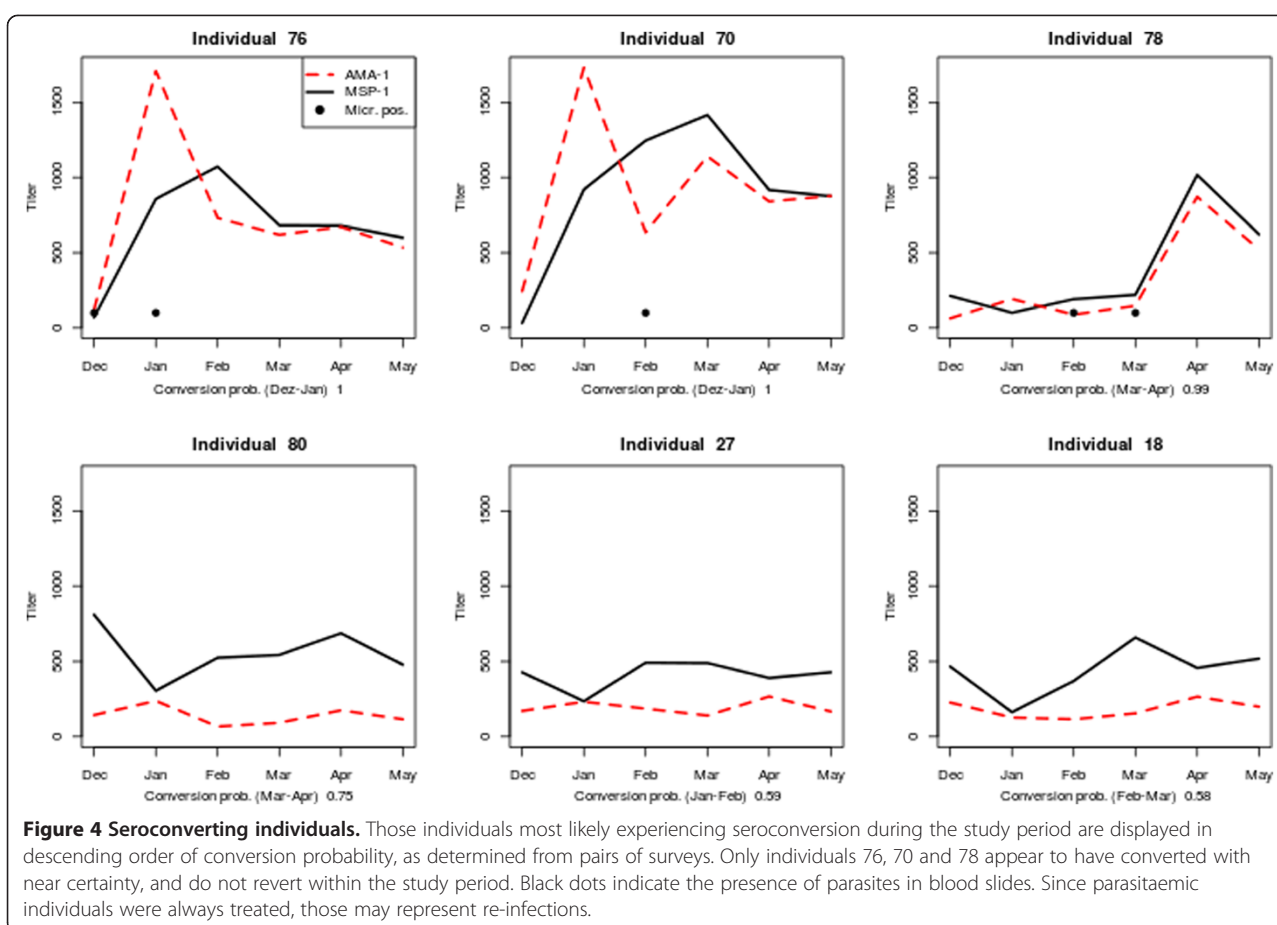 Individual 76
Individual 70
Individual 78
AMA-1
MSP-1
Micr. pos.
Titer
0 500 1000 1500
Dec Jan Feb Mar Apr May
Conversion prob. (Dez-Jan) 1
Titer
0 500 1000 1500
Dec Jan Feb Mar Apr May
Conversion prob. (Dez-Jan) 1
Titer
0 500 1000 1500
Dec Jan Feb Mar Apr May
Conversion prob. (Mar-Apr) 0.99
Individual 80
Individual 27
Individual 18
Titer
0 500 1000 1500
Dec Jan Feb Mar Apr May
Conversion prob. (Mar-Apr) 0.75
Titer
0 500 1000 1500
Dec Jan Feb Mar Apr May
Conversion prob. (Jan-Feb) 0.59
Titer
0 500 1000 1500
Dec Jan Feb Mar Apr May
Conversion prob. (Feb-Mar) 0.58
Figure 4 Seroconverting individuals. Those individuals most likely experiencing seroconversion during the study period are displayed in
descending order of conversion probability, as determined from pairs of surveys. Only individuals 76, 70 and 78 appear to have converted with
near certainty, and do not revert within the study period. Black dots indicate the presence of parasites in blood slides. Since parasitaemic
individuals were always treated, those may represent re-infections.